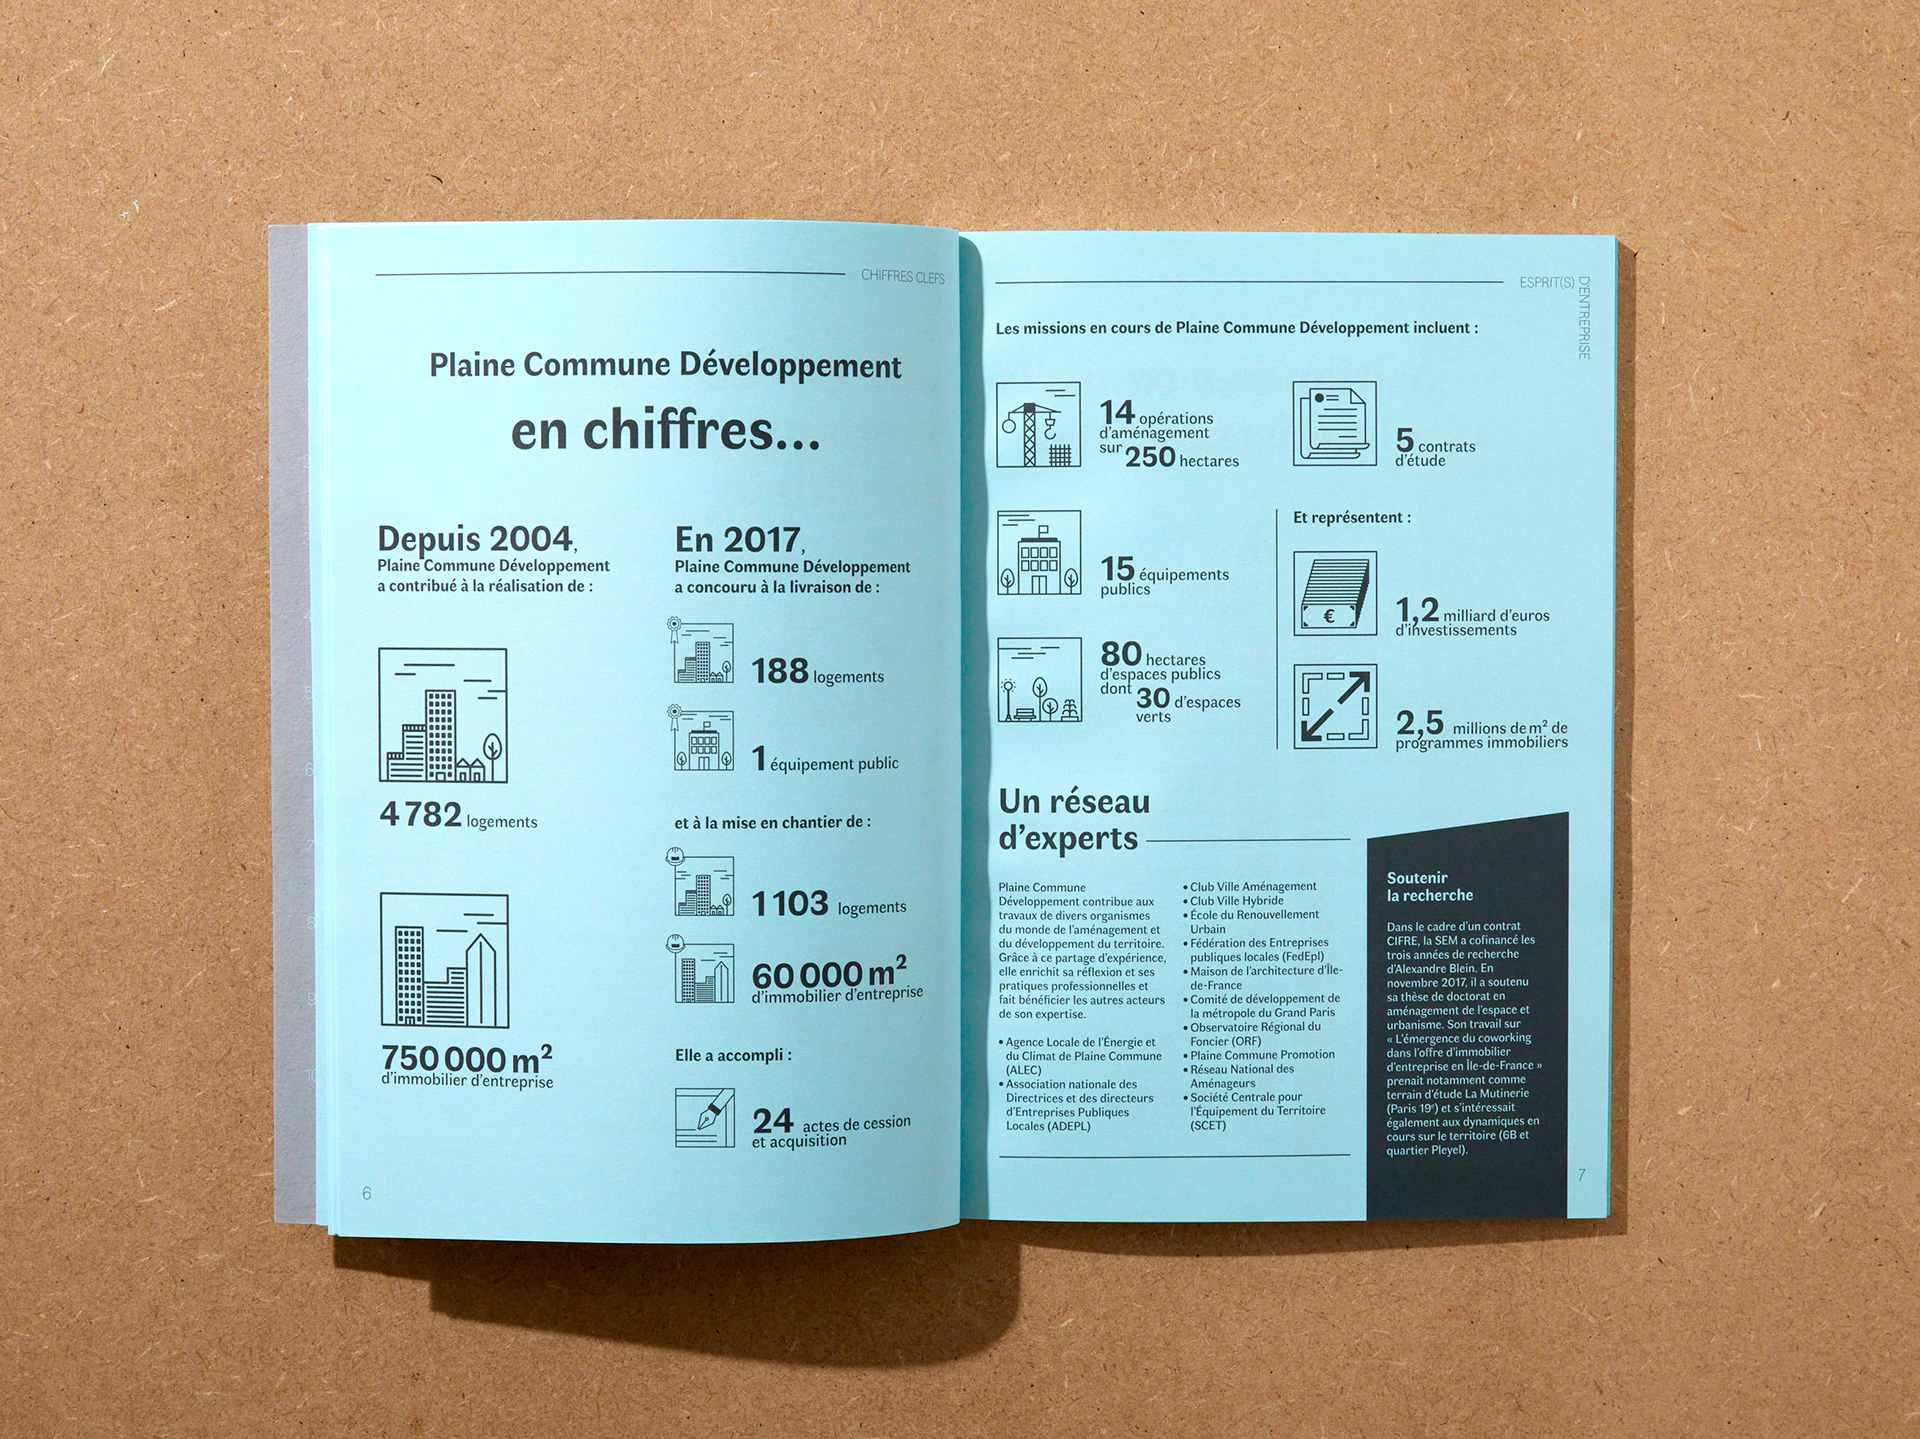 CHIFFRES CLEFS
Plaine Commune Développement
en chiffres...
Depuis 2004,
Plaine Commune Développement
a contribué à la réalisation de :
4 782 logements
750 000 m²
d'immobilier d'entreprise
En 2017,
Plaine Commune Développement
a concouru à la livraison de :
188 logements
1 équipement public
et à la mise en chantier de :
1 103 logements
60 000 m²
d'immobilier d'entreprise
Elle a accompli :
24 actes de cession
et acquisition
6
ESPRIT(S)
D'ENTREPRISE
Les missions en cours de Plaine Commune Développement incluent :
14 opérations
d'aménagement
sur 250 hectares
15 équipements
publics
80 hectares
d'espaces publics
dont 30 d'espaces
verts
5 contrats
d'étude
Et représentent :
€
1,2 milliard d'euros
d'investissements
2,5 millions de m² de
programmes immobiliers
Un réseau
d'experts
Plaine Commune
Développement contribue aux
travaux de divers organismes
du monde de l'aménagement et
du développement du territoire.
Grâce à ce partage d'expérience,
elle enrichit sa réflexion et ses
pratiques professionnelles et
fait bénéficier les autres acteurs
de son expertise.
• Agence Locale de l'Énergie et
du Climat de Plaine Commune
(ALEC)
• Association nationale des
Directrices et des directeurs
d'Entreprises Publiques
Locales (ADEPL)
• Club Ville Aménagement
• Club Ville Hybride
• École du Renouvellement
Urbain
• Fédération des Entreprises
publiques locales (FedEpl)
• Maison de l'architecture d'Île-
de-France
• Comité de développement de
la métropole du Grand Paris
• Observatoire Régional du
Foncier (ORF)
• Plaine Commune Promotion
• Réseau National des
Aménageurs
• Société Centrale pour
l'Équipement du Territoire
(SCET)
Soutenir
la recherche
Dans le cadre d'un contrat
CIFRE, la SEM a cofinancé les
trois années de recherche
d'Alexandre Blein. En
novembre 2017, il a soutenu
sa thèse de doctorat en
aménagement de l'espace et
urbanisme. Son travail sur
« L'émergence du coworking
dans l'offre d'immobilier
d'entreprise en Île-de-France »
prenait notamment comme
terrain d'étude La Mutinerie
(Paris 19ᵉ) et s'intéressait
également aux dynamiques en
cours sur le territoire (6B et
quartier Pleyel).
7